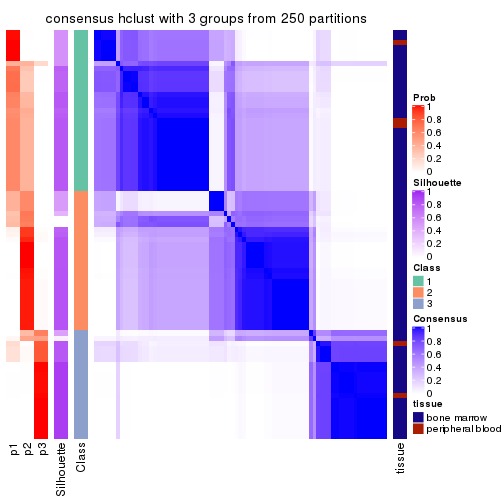 consensus hclust with 3 groups from 250 partitions
Prob
1
0.8
0.6
0.4
0.2
0
Silhouette
1
0.8
0.6
0.4
0.2
0
Class
1
2
3
Consensus
1
0.8
0.6
0.4
0.2
0
tissue
bone marrow
peripheral blood
p1
p2
p3
Silhouette
Class
tissue